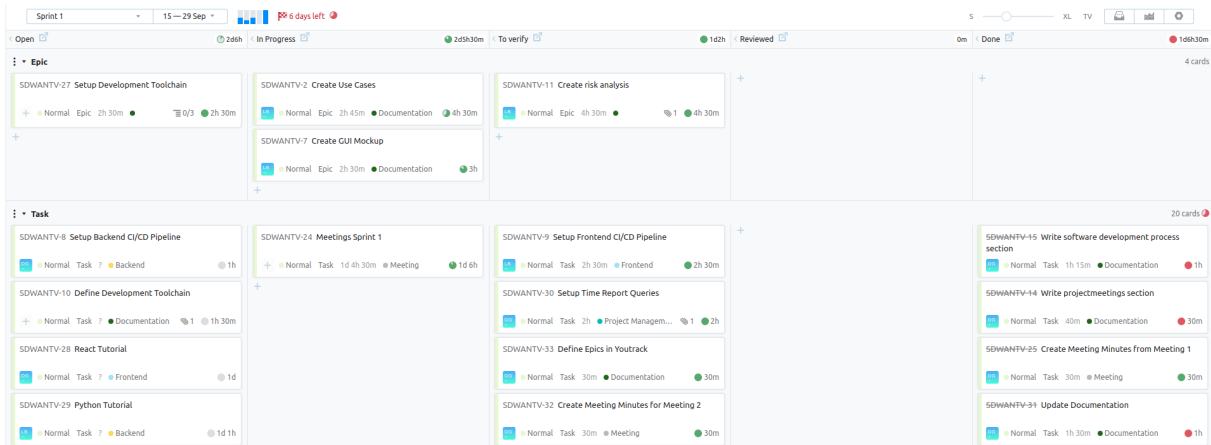 Sprint 1 15 — 29 Sep 6 days left S XL TV
Open 2d6h In Progress 2d5h30m To verify 1d2h Reviewed 0m Done 1d6h30m
Epic 4 cards
SDWANTV-27 Setup Development Toolchain
Normal Epic 2h 30m 0/3 2h 30m
SDWANTV-2 Create Use Cases
Normal Epic 2h 45m Documentation 4h 30m
SDWANTV-7 Create GUI Mockup
Normal Epic 2h 30m Documentation 3h
SDWANTV-11 Create risk analysis
Normal Epic 4h 30m 1 4h 30m
Task 20 cards
SDWANTV-8 Setup Backend CI/CD Pipeline
Normal Task ? Backend 1h
SDWANTV-10 Define Development Toolchain
Normal Task ? Documentation 1 1h 30m
SDWANTV-28 React Tutorial
Normal Task ? Frontend 1d
SDWANTV-29 Python Tutorial
Normal Task ? Backend 1d 1h
SDWANTV-24 Meetings Sprint 1
Normal Task 1d 4h 30m Meeting 1d 6h
SDWANTV-9 Setup Frontend CI/CD Pipeline
Normal Task 2h 30m Frontend 2h 30m
SDWANTV-30 Setup Time Report Queries
Normal Task 2h Project Managem... 1 2h
SDWANTV-33 Define Epics in Youtrack
Normal Task 30m Documentation 30m
SDWANTV-32 Create Meeting Minutes for Meeting 2
Normal Task 30m Meeting 30m
SDWANTV-15 Write software development process
section
Normal Task 1h 15m Documentation 1h
SDWANTV-14 Write projectmeetings section
Normal Task 40m Documentation 30m
SDWANTV-25 Create Meeting Minutes from Meeting 1
Normal Task 30m Meeting 30m
SDWANTV-31 Update Documentation
Normal Task 1h 30m Documentation 1h